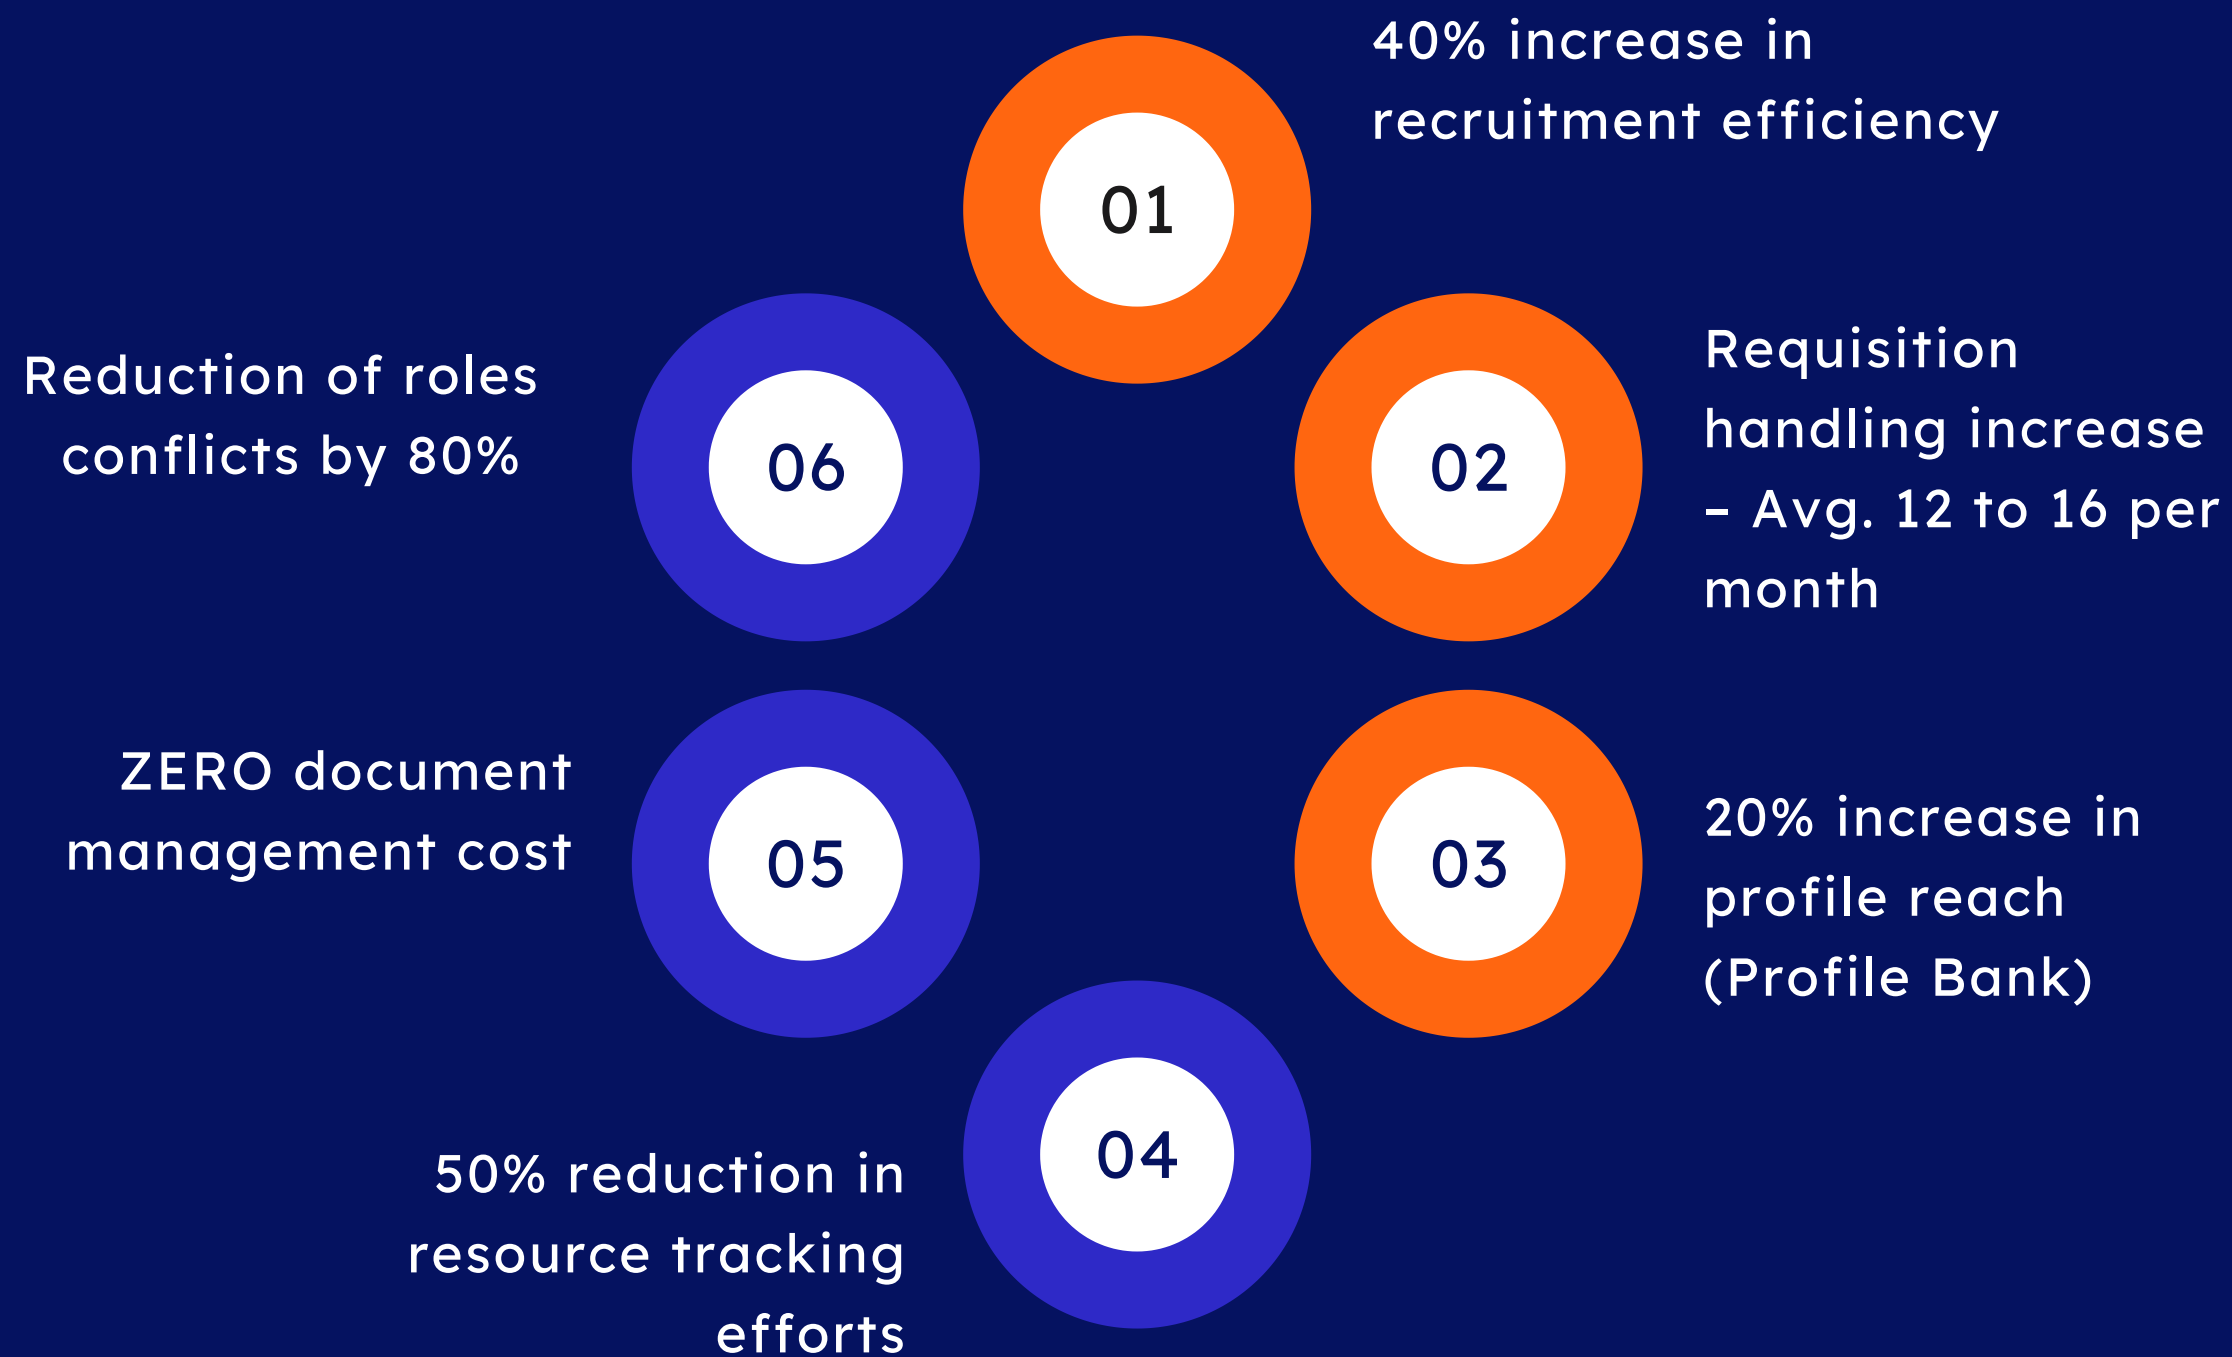 01
40% increase in
recruitment efficiency
02
Requisition
handling increase
– Avg. 12 to 16 per
month
03
20% increase in
profile reach
(Profile Bank)
04
50% reduction in
resource tracking
efforts
05
ZERO document
management cost
06
Reduction of roles
conflicts by 80%